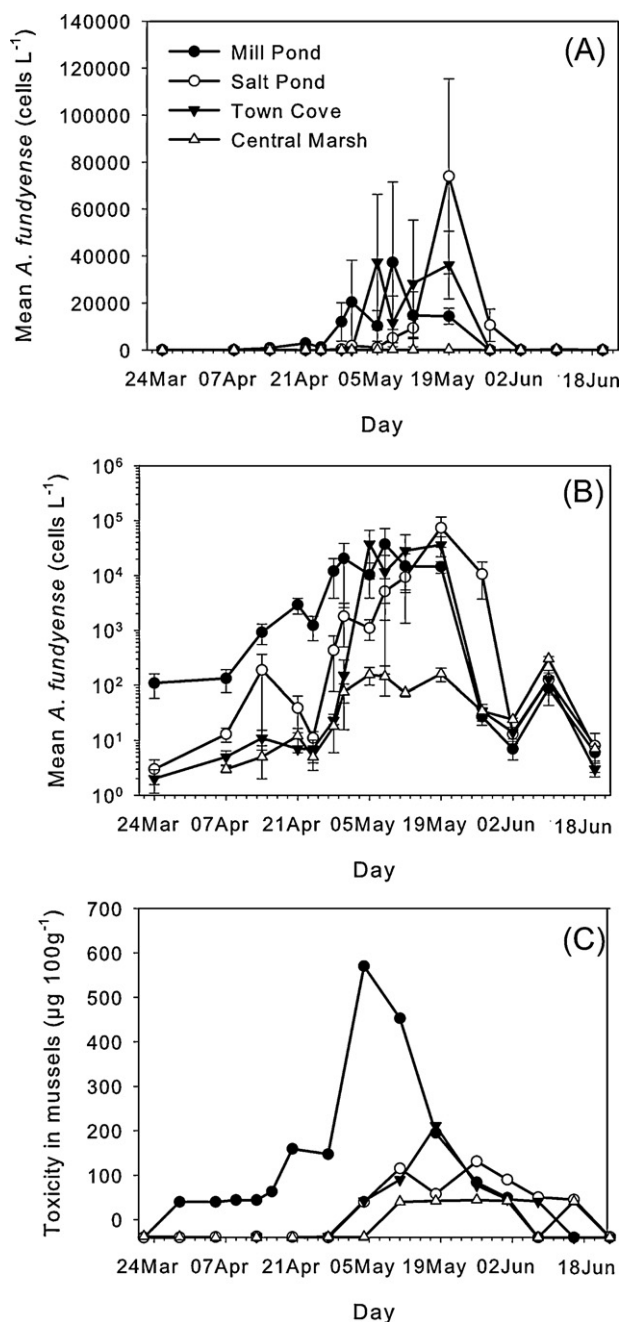 140000
120000
100000
80000
60000
40000
20000
0
Mean A. fundyense (cells L-1)
Mill Pond
Salt Pond
Town Cove
Central Marsh
(A)
24Mar 07Apr 21Apr 05May 19May 02Jun 18Jun
Day
10^6
10^5
10^4
10^3
10^2
10^1
10^0
Mean A. fundyense (cells L-1)
(B)
24Mar 07Apr 21Apr 05May 19May 02Jun 18Jun
Day
700
600
500
400
300
200
100
0
Toxicity in mussels (µg 100g-1)
(C)
24Mar 07Apr 21Apr 05May 19May 02Jun 18Jun
Day